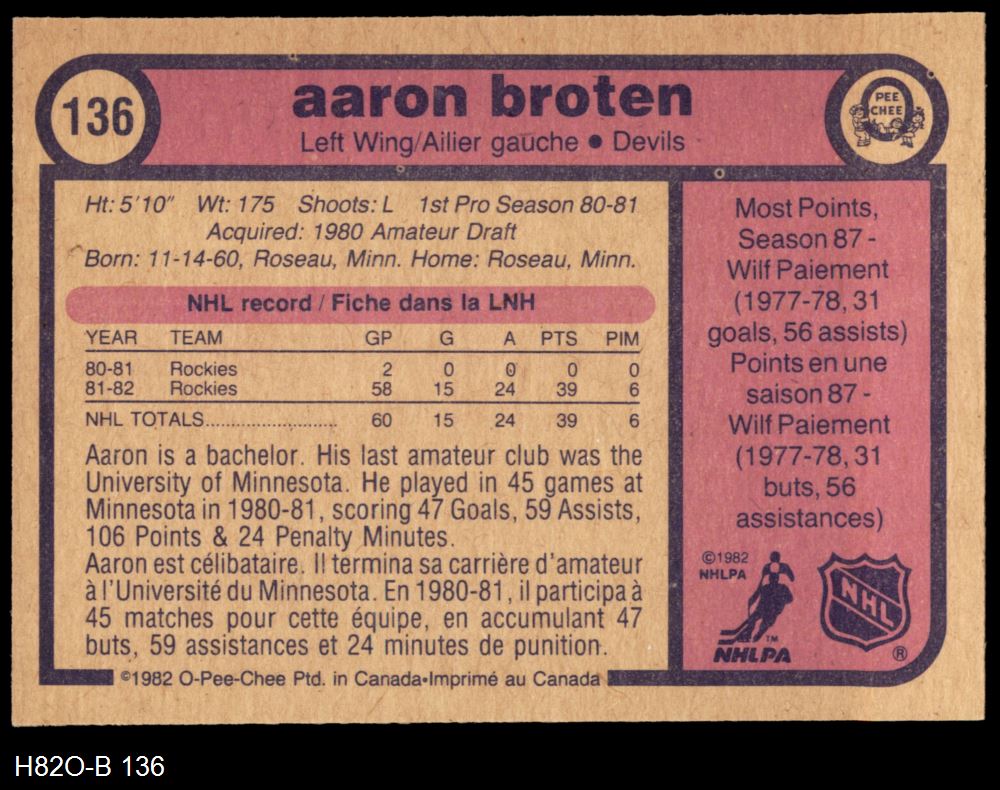 136
aaron broten
Left Wing/Ailier gauche • Devils
O
PEE
CHEE
Ht: 5'10" Wt: 175 Shoots: L 1st Pro Season 80-81
Acquired: 1980 Amateur Draft
Born: 11-14-60, Roseau, Minn. Home: Roseau, Minn.
NHL record / Fiche dans la LNH
YEAR TEAM GP G A PTS PIM
80-81 Rockies 2 0 0 0 0
81-82 Rockies 58 15 24 39 6
NHL TOTALS........................ 60 15 24 39 6
Aaron is a bachelor. His last amateur club was the
University of Minnesota. He played in 45 games at
Minnesota in 1980-81, scoring 47 Goals, 59 Assists,
106 Points & 24 Penalty Minutes.
Aaron est célibataire. Il termina sa carrière d'amateur
à l'Université du Minnesota. En 1980-81, il participa à
45 matches pour cette équipe, en accumulant 47
buts, 59 assistances et 24 minutes de punition.
©1982 O-Pee-Chee Ptd. in Canada•Imprimé au Canada
Most Points,
Season 87 -
Wilf Paiement
(1977-78, 31
goals, 56 assists)
Points en une
saison 87 -
Wilf Paiement
(1977-78, 31
buts, 56
assistances)
©1982
NHLPA
TM
NHLPA
NHL
®
H82O-B 136